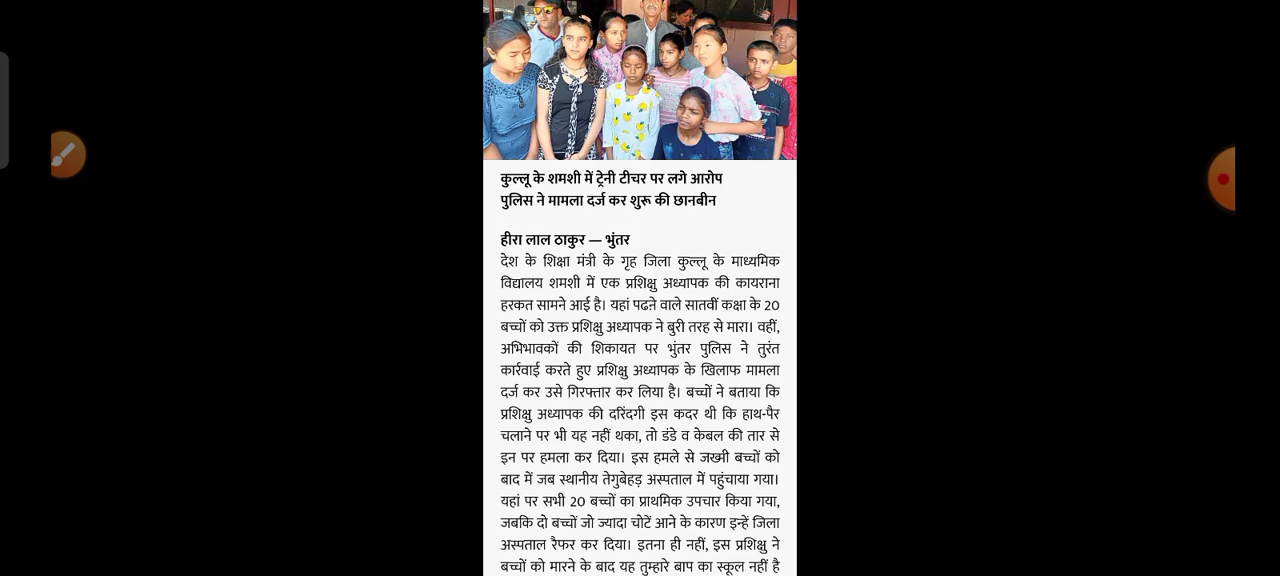 कुल्लू के शमशी में ट्रेनी टीचर पर लगे आरोप
पुलिस ने मामला दर्ज कर शुरू की छानबीन
हीरा लाल ठाकुर — भुंतर
देश के शिक्षा मंत्री के गृह जिला कुल्लू के माध्यमिक
विद्यालय शमशी में एक प्रशिक्षु अध्यापक की कायराना
हरकत सामने आई है। यहां पढऩे वाले सातवीं कक्षा के 20
बच्चों को उक्त प्रशिक्षु अध्यापक ने बुरी तरह से मारा। वहीं,
अभिभावकों की शिकायत पर भुंतर पुलिस ने तुरंत
कार्रवाई करते हुए प्रशिक्षु अध्यापक के खिलाफ मामला
दर्ज कर उसे गिरफ्तार कर लिया है। बच्चों ने बताया कि
प्रशिक्षु अध्यापक की दरिंदगी इस कदर थी कि हाथ-पैर
चलाने पर भी यह नहीं थका, तो डंडे व केबल की तार से
इन पर हमला कर दिया। इस हमले से जख्मी बच्चों को
बाद में जब स्थानीय तेगुबेहड़ अस्पताल में पहुंचाया गया।
यहां पर सभी 20 बच्चों का प्राथमिक उपचार किया गया,
जबकि दो बच्चों जो ज्यादा चोटें आने के कारण इन्हें जिला
अस्पताल रैफर कर दिया। इतना ही नहीं, इस प्रशिक्षु ने
बच्चों को मारने के बाद यह तुम्हारे बाप का स्कूल नहीं है